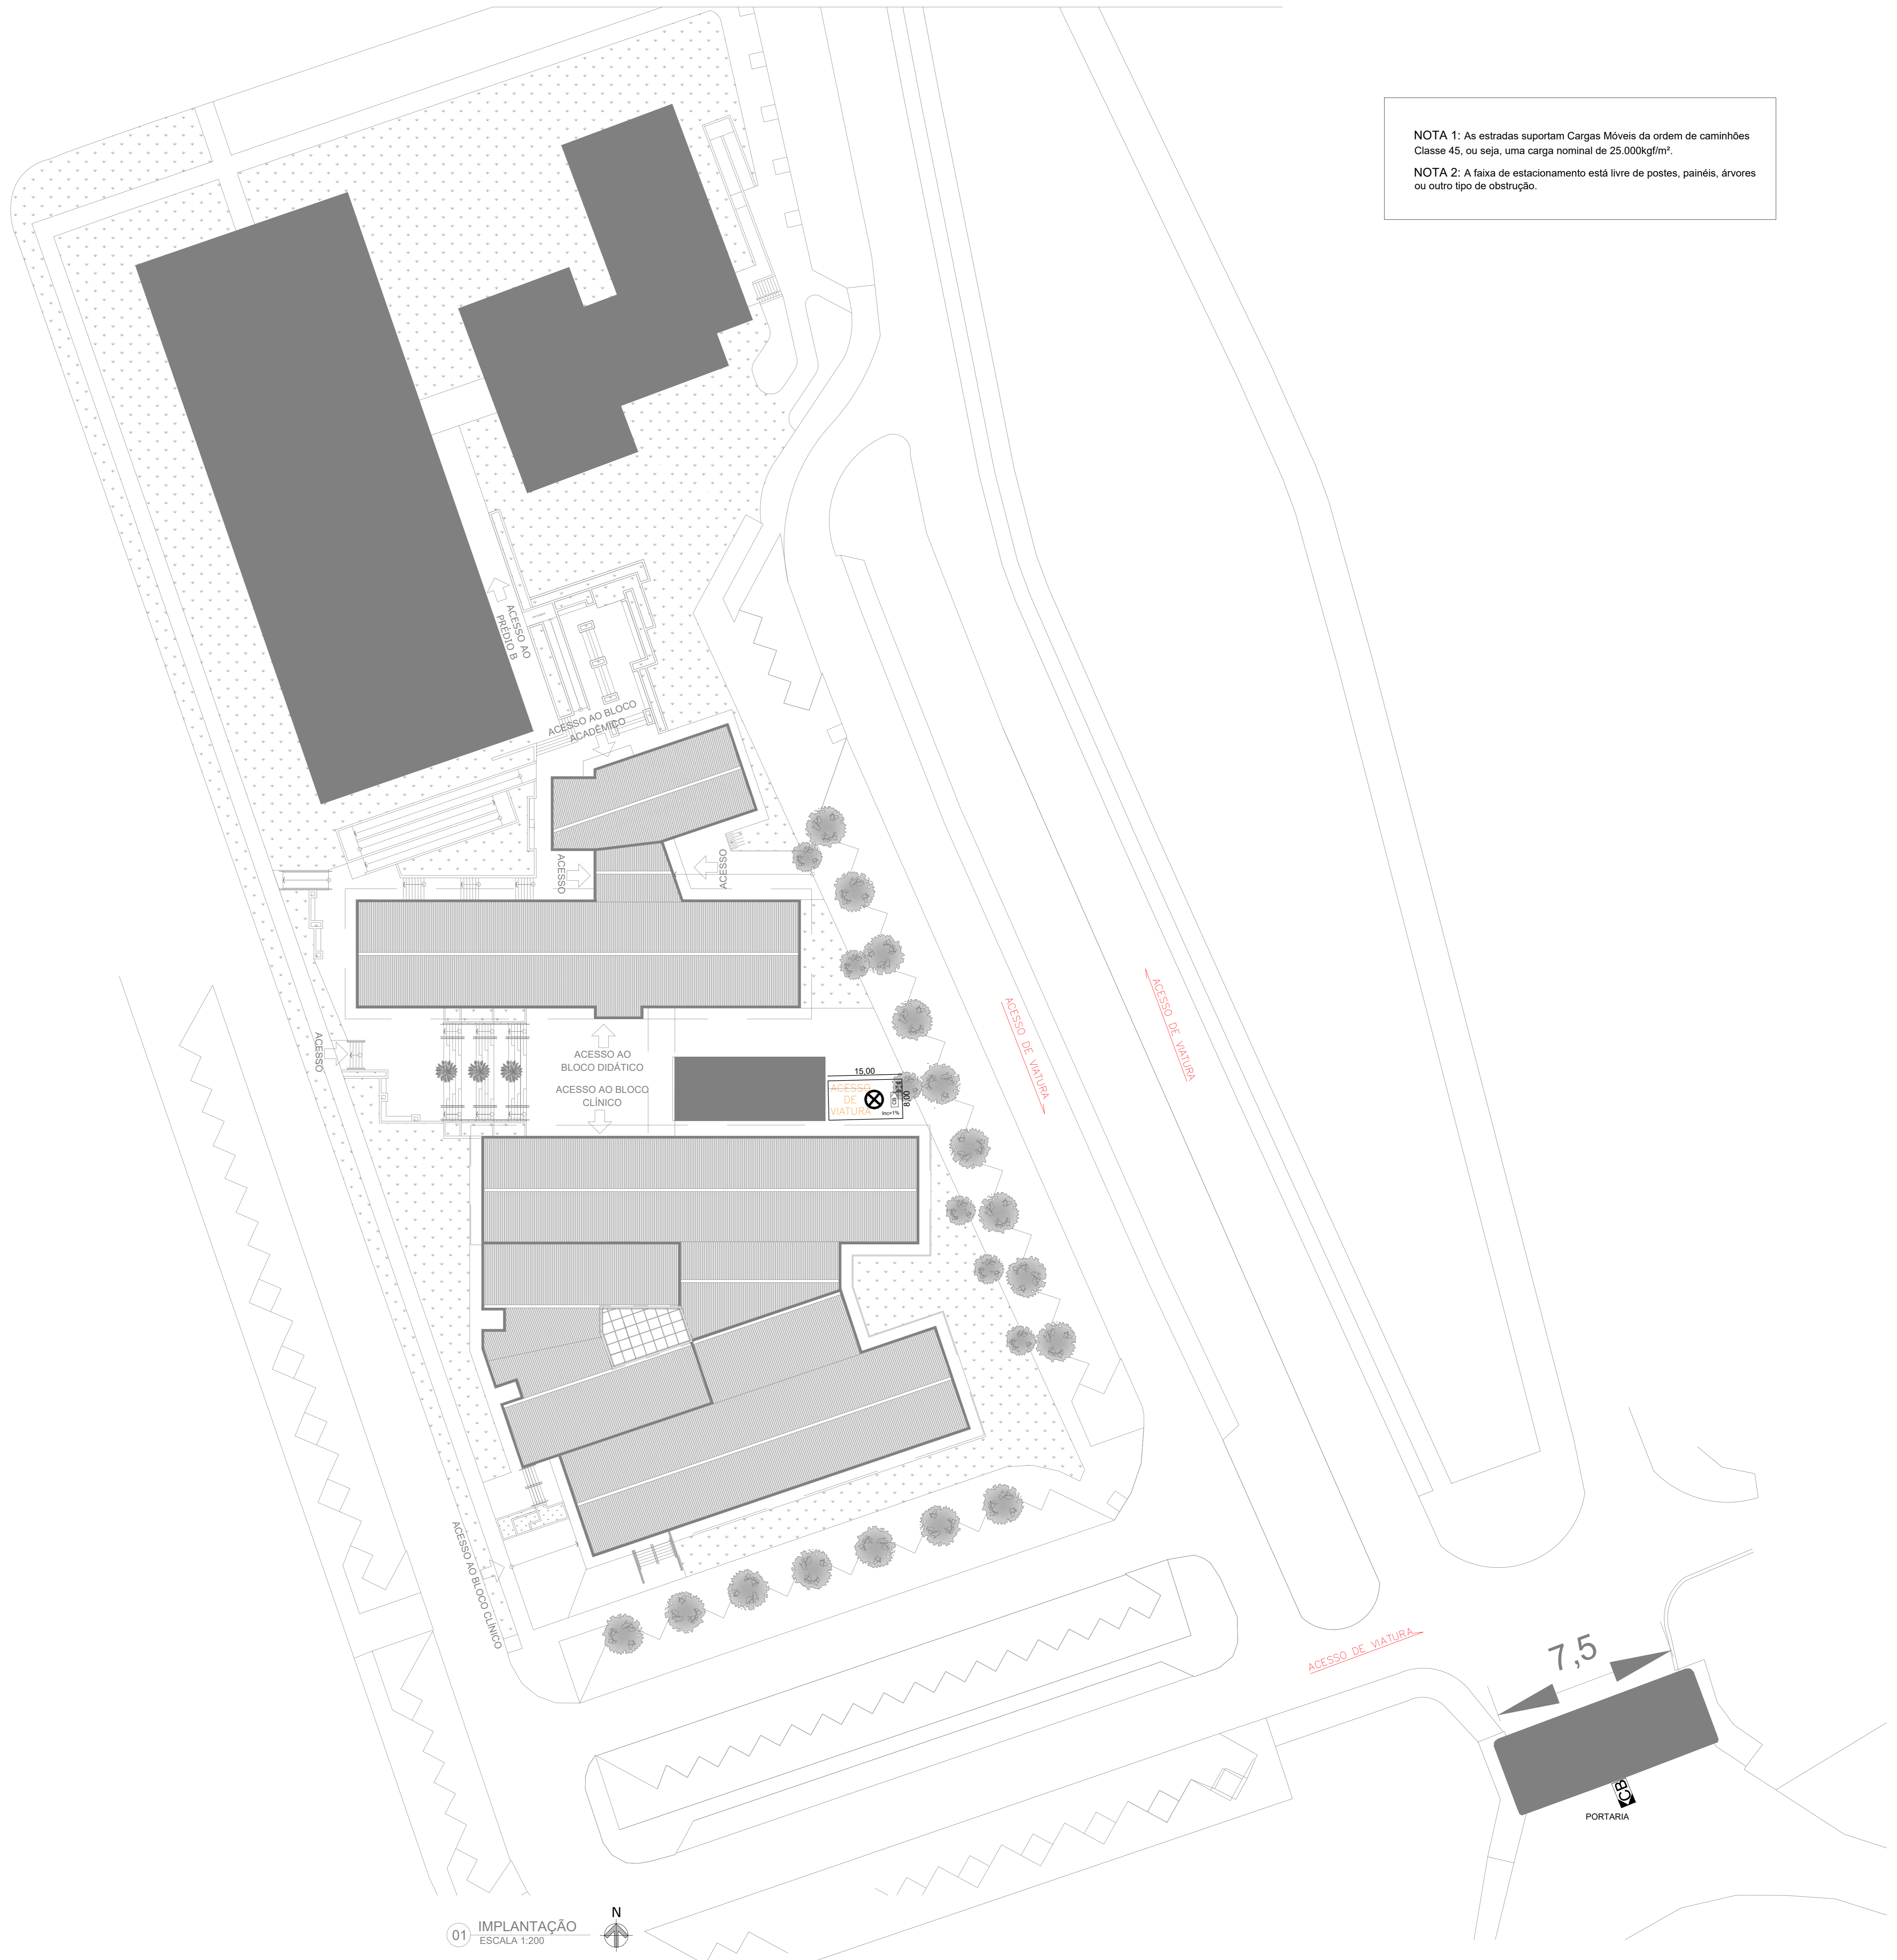 NOTA 1: As estradas suportam Cargas Móveis da ordem de caminhões
Classe 45, ou seja, uma carga nominal de 25.000kgf/m².
NOTA 2: A faixa de estacionamento está livre de postes, painéis, árvores
ou outro tipo de obstrução.
ACESSO AO
PRÉDIO B
ACESSO AO BLOCO
ACADÊMICO
ACESSO
ACESSO
ACESSO
ACESSO AO
BLOCO DIDÁTICO
ACESSO AO BLOCO
CLÍNICO
15,00
ACESSO
DE
VIATURA
CB
8,00
inc=1%
ACESSO DE VIATURA
ACESSO DE VIATURA
ACESSO AO BLOCO CLÍNICO
ACESSO DE VIATURA
7,5
CB
PORTARIA
01
IMPLANTAÇÃO
ESCALA 1:200
N